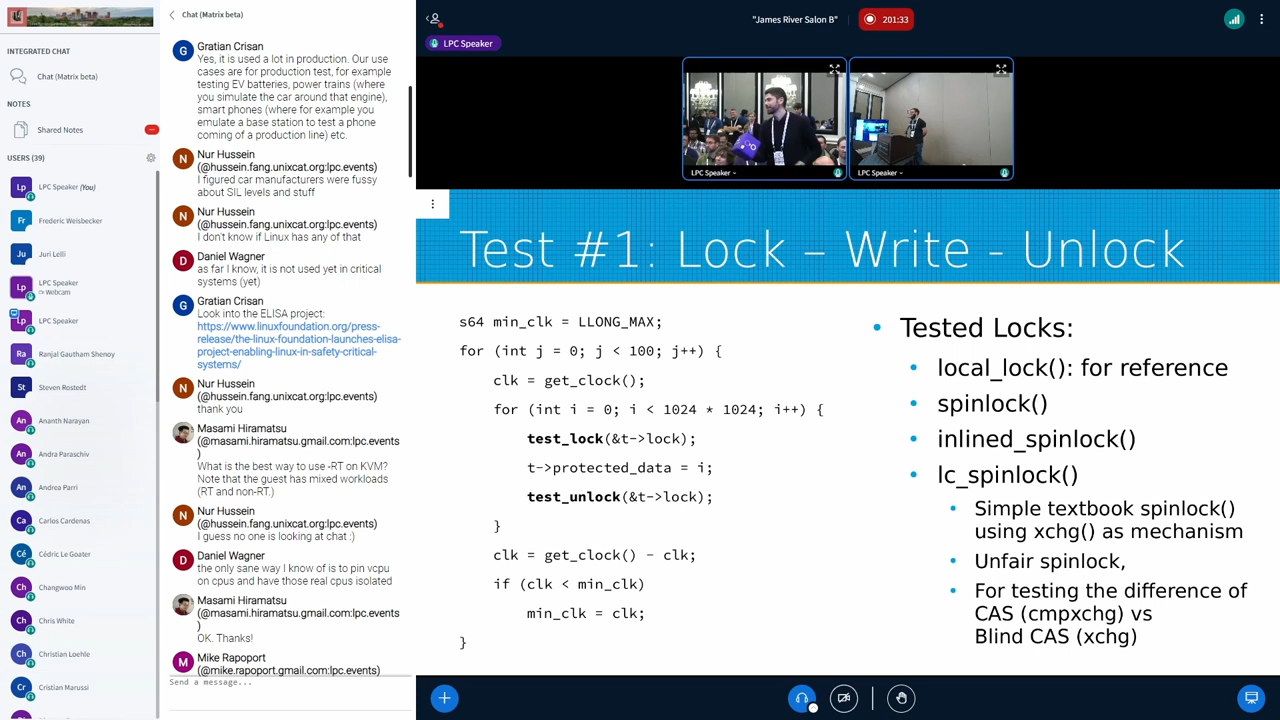 INTEGRATED CHAT
Chat (Matrix beta)
NOTES
Shared Notes
USERS (39)
Lp
LPC Speaker (You)
Fr
Frederic Weisbecker
Ju
Juri Lelli
Lp
LPC Speaker
Webcam
Lp
LPC Speaker
Ra
Ranjal Gautham Shenoy
St
Steven Rostedt
An
Ananth Narayan
An
Andra Paraschiv
An
Andrea Parri
Ca
Carlos Cardenas
Cé
Cédric Le Goater
Ch
Changwoo Min
Ch
Chris White
Ch
Christian Loehle
Cr
Cristian Marussi
Chat (Matrix beta)
G
Gratian Crisan
Yes, it is used a lot in production. Our use
cases are for production test, for example
testing EV batteries, power trains (where
you simulate the car around that engine),
smart phones (where for example you
emulate a base station to test a phone
coming of a production line) etc.
N
Nur Hussein
(@hussein.fang.unixcat.org:lpc.events)
I figured car manufacturers were fussy
about SIL levels and stuff
N
Nur Hussein
(@hussein.fang.unixcat.org:lpc.events)
I don't know if Linux has any of that
D
Daniel Wagner
as far I know, it is not used yet in critical
systems (yet)
G
Gratian Crisan
Look into the ELISA project:
https://www.linuxfoundation.org/press-
release/the-linux-foundation-launches-elisa-
project-enabling-linux-in-safety-critical-
systems/
N
Nur Hussein
(@hussein.fang.unixcat.org:lpc.events)
thank you
Masami Hiramatsu
(@masami.hiramatsu.gmail.com:lpc.events
)
What is the best way to use -RT on KVM?
Note that the guest has mixed workloads
(RT and non-RT.)
N
Nur Hussein
(@hussein.fang.unixcat.org:lpc.events)
I guess no one is looking at chat :)
D
Daniel Wagner
the only sane way I know of is to pin vcpu
on cpus and have those real cpus isolated
Masami Hiramatsu
(@masami.hiramatsu.gmail.com:lpc.events
)
OK. Thanks!
M
Mike Rapoport
(@mike.rapoport.gmail.com:lpc.events)
Send a message...
"James River Salon B"
201:33
LPC Speaker
LPC Speaker
LPC Speaker
Test #1: Lock – Write - Unlock
s64 min_clk = LLONG_MAX;
for (int j = 0; j < 100; j++) {
clk = get_clock();
for (int i = 0; i < 1024 * 1024; i++) {
test_lock(&t->lock);
t->protected_data = i;
test_unlock(&t->lock);
}
clk = get_clock() - clk;
if (clk < min_clk)
min_clk = clk;
}
• Tested Locks:
• local_lock(): for reference
• spinlock()
• inlined_spinlock()
• lc_spinlock()
• Simple textbook spinlock()
using xchg() as mechanism
• Unfair spinlock,
• For testing the difference of
CAS (cmpxchg) vs
Blind CAS (xchg)